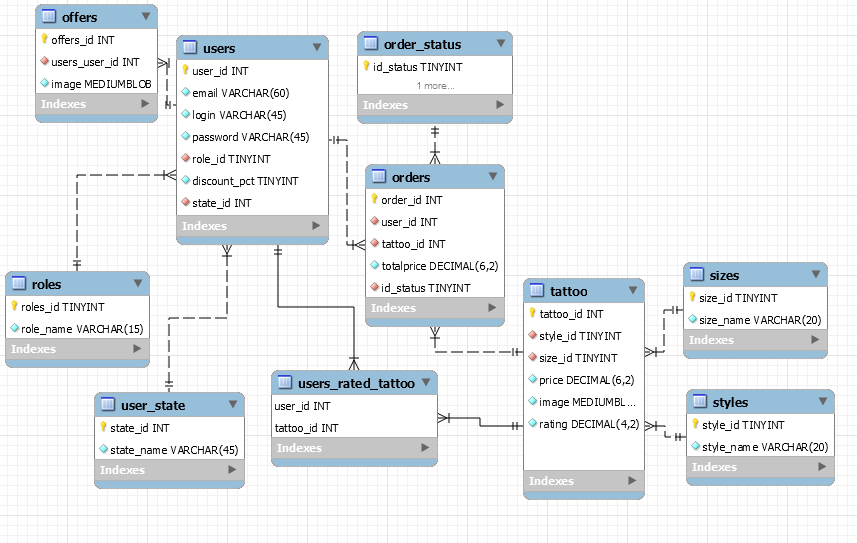 offers
offers_id INT
users_user_id INT
image MEDIUMBLOB
Indexes
users
user_id INT
email VARCHAR(60)
login VARCHAR(45)
password VARCHAR(45)
role_id TINYINT
discount_pct TINYINT
state_id INT
Indexes
order_status
id_status TINYINT
1 more...
Indexes
orders
order_id INT
user_id INT
tattoo_id INT
totalprice DECIMAL(6,2)
id_status TINYINT
Indexes
roles
roles_id TINYINT
role_name VARCHAR(15)
Indexes
tattoo
tattoo_id INT
style_id TINYINT
size_id TINYINT
price DECIMAL(6,2)
image MEDIUMBL...
rating DECIMAL(4,2)
Indexes
sizes
size_id TINYINT
size_name VARCHAR(20)
Indexes
user_state
state_id INT
state_name VARCHAR(45)
Indexes
users_rated_tattoo
user_id INT
tattoo_id INT
Indexes
styles
style_id TINYINT
style_name VARCHAR(20)
Indexes